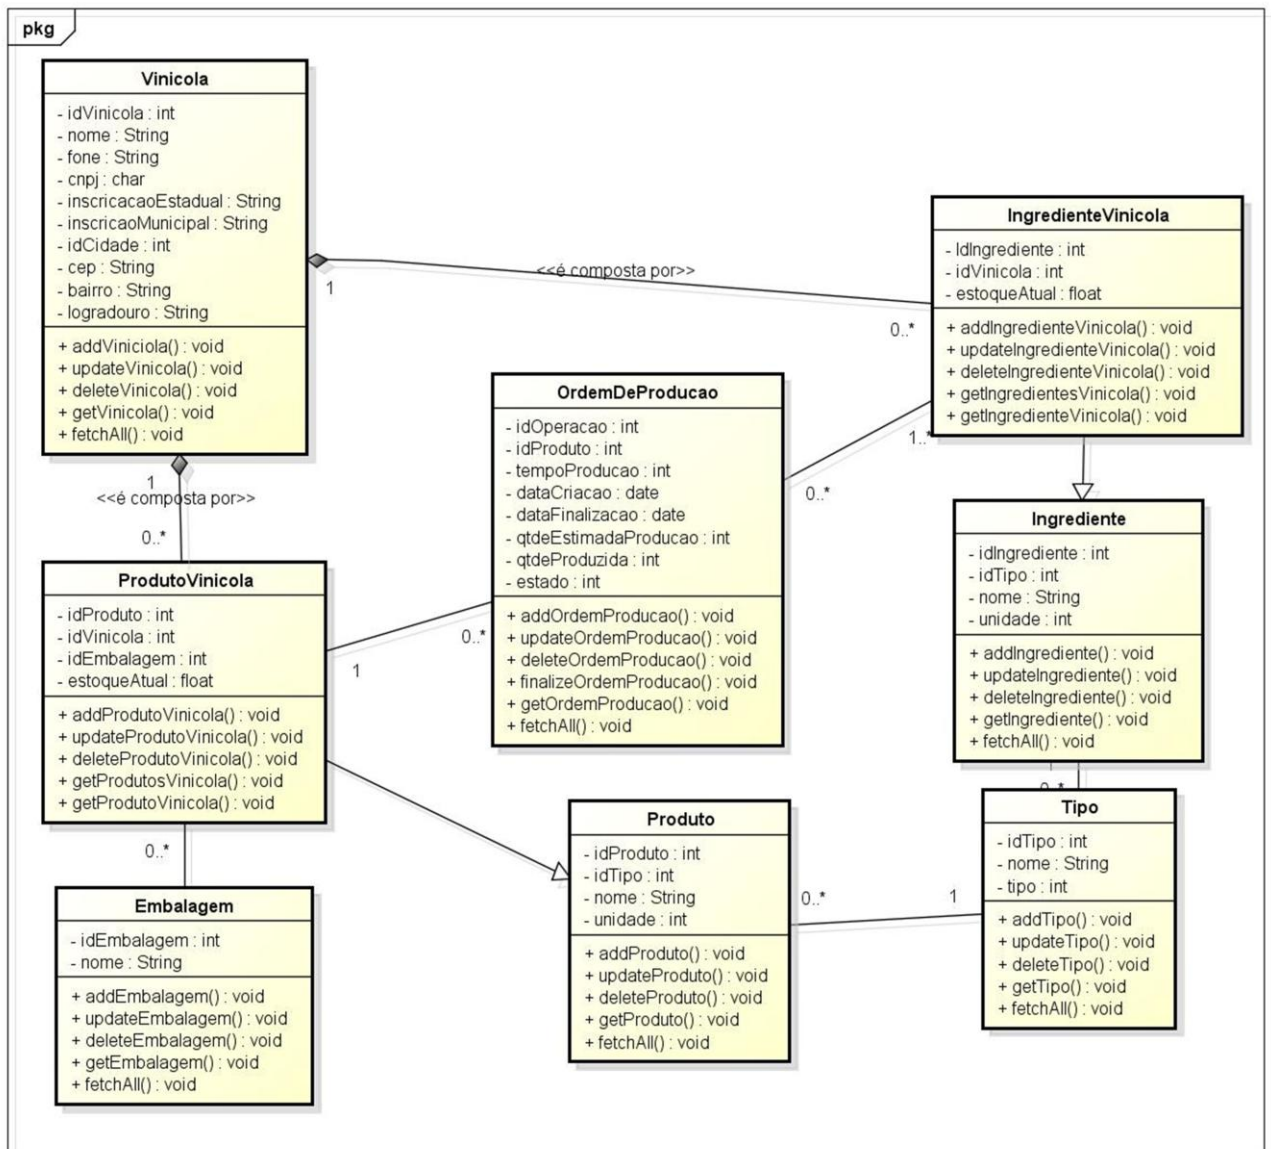 pkg
Vinicola
- idVinicola : int
- nome : String
- fone : String
- cnpj : char
- inscricacaoEstadual : String
- inscricaoMunicipal : String
- idCidade : int
- cep : String
- bairro : String
- logradouro : String
+ addViniciola() : void
+ updateVinicola() : void
+ deleteVinicola() : void
+ getVinicola() : void
+ fetchAll() : void
1
<<é composta por>>
0..*
IngredienteVinicola
- IdIngrediente : int
- idVinicola : int
- estoqueAtual : float
+ addIngredienteVinicola() : void
+ updateIngredienteVinicola() : void
+ deleteIngredienteVinicola() : void
+ getIngredientesVinicola() : void
+ getIngredienteVinicola() : void
1..*
0..*
OrdemDeProducao
- idOperacao : int
- idProduto : int
- tempoProducao : int
- dataCriacao : date
- dataFinalizacao : date
- qtdeEstimadaProducao : int
- qtdeProduzida : int
- estado : int
+ addOrdemProducao() : void
+ updateOrdemProducao() : void
+ deleteOrdemProducao() : void
+ finalizeOrdemProducao() : void
+ getOrdemProducao() : void
+ fetchAll() : void
0..*
1
1
<<é composta por>>
0..*
ProdutoVinicola
- idProduto : int
- idVinicola : int
- idEmbalagem : int
- estoqueAtual : float
+ addProdutoVinicola() : void
+ updateProdutoVinicola() : void
+ deleteProdutoVinicola() : void
+ getProdutosVinicola() : void
+ getProdutoVinicola() : void
0..*
Embalagem
- idEmbalagem : int
- nome : String
+ addEmbalagem() : void
+ updateEmbalagem() : void
+ deleteEmbalagem() : void
+ getEmbalagem() : void
+ fetchAll() : void
Ingrediente
- idIngrediente : int
- idTipo : int
- nome : String
- unidade : int
+ addIngrediente() : void
+ updateIngrediente() : void
+ deleteIngrediente() : void
+ getIngrediente() : void
+ fetchAll() : void
0..*
Produto
- idProduto : int
- idTipo : int
- nome : String
- unidade : int
+ addProduto() : void
+ updateProduto() : void
+ deleteProduto() : void
+ getProduto() : void
+ fetchAll() : void
0..*
1
Tipo
- idTipo : int
- nome : String
- tipo : int
+ addTipo() : void
+ updateTipo() : void
+ deleteTipo() : void
+ getTipo() : void
+ fetchAll() : void